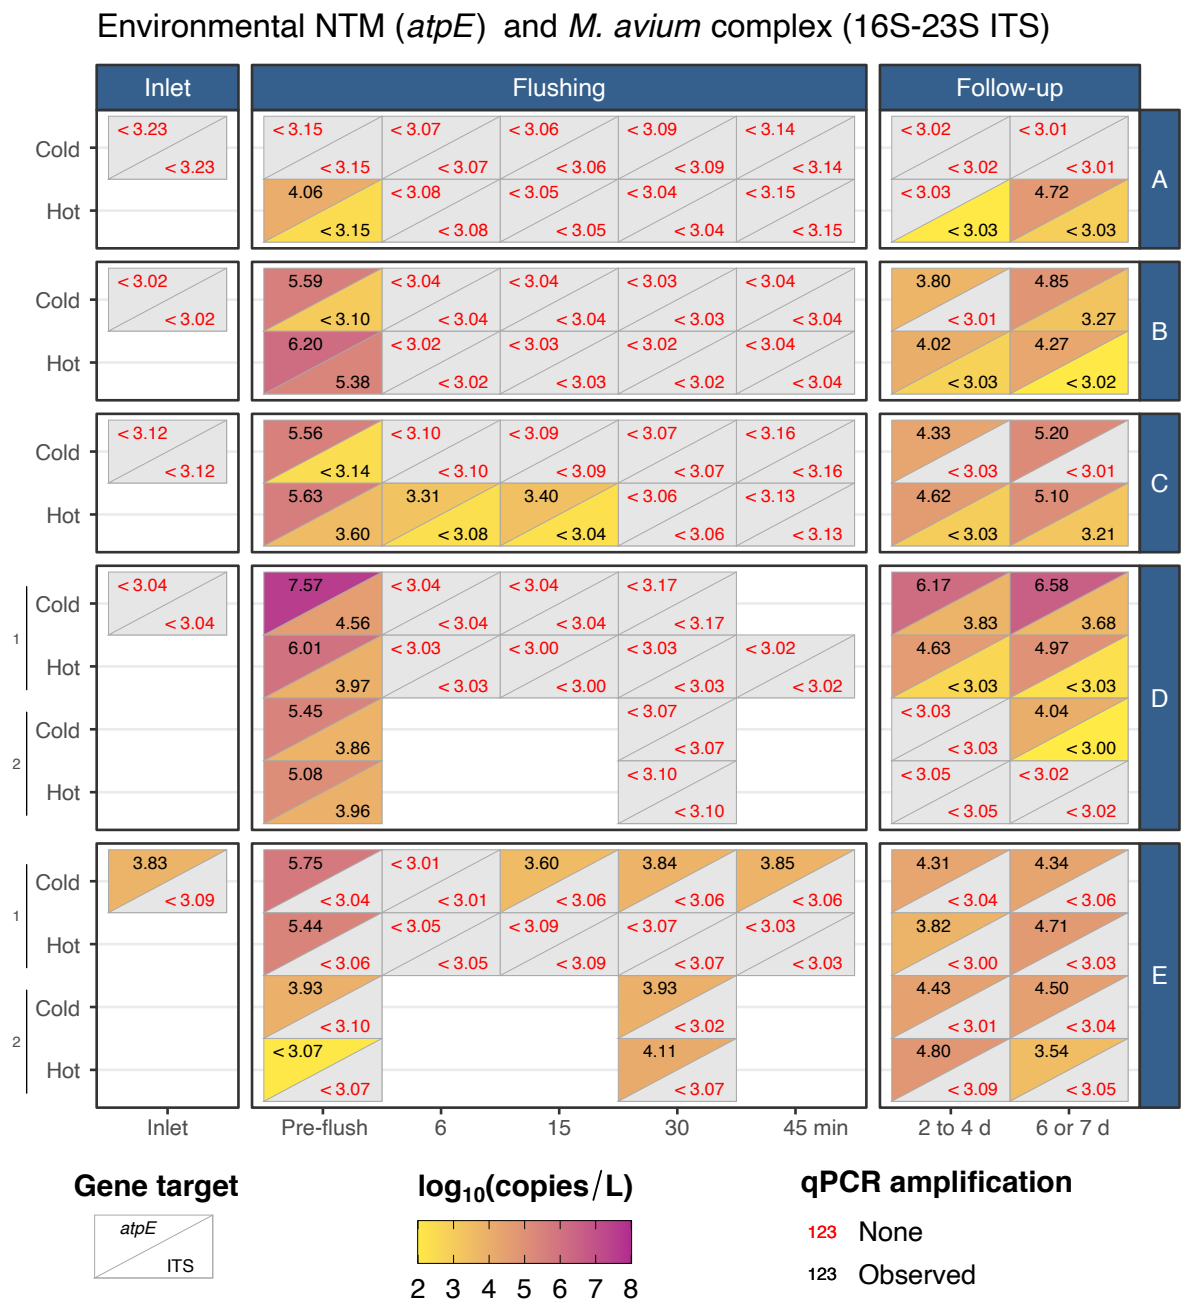 Environmental NTM (atpE) and M. avium complex (16S-23S ITS)
Inlet Flushing Follow-up
< 3.23 < 3.15 < 3.07 < 3.06 < 3.09 < 3.14 < 3.02 < 3.01
Cold
< 3.23 < 3.15 < 3.07 < 3.06 < 3.09 < 3.14 < 3.02 < 3.01
A
4.06 < 3.08 < 3.05 < 3.04 < 3.15 < 3.03 4.72
Hot
< 3.15 < 3.08 < 3.05 < 3.04 < 3.15 < 3.03 < 3.03
< 3.02 5.59 < 3.04 < 3.04 < 3.03 < 3.04 3.80 4.85
Cold
< 3.02 < 3.10 < 3.04 < 3.04 < 3.03 < 3.04 < 3.01 3.27
B
6.20 < 3.02 < 3.03 < 3.02 < 3.04 4.02 4.27
Hot
5.38 < 3.02 < 3.03 < 3.02 < 3.04 < 3.03 < 3.02
< 3.12 5.56 < 3.10 < 3.09 < 3.07 < 3.16 4.33 5.20
Cold
< 3.12 < 3.14 < 3.10 < 3.09 < 3.07 < 3.16 < 3.03 < 3.01
C
5.63 3.31 3.40 < 3.06 < 3.13 4.62 5.10
Hot
3.60 < 3.08 < 3.04 < 3.06 < 3.13 < 3.03 3.21
< 3.04 7.57 < 3.04 < 3.04 < 3.17 6.17 6.58
Cold
< 3.04 4.56 < 3.04 < 3.04 < 3.17 3.83 3.68
1
6.01 < 3.03 < 3.00 < 3.03 < 3.02 4.63 4.97
Hot
3.97 < 3.03 < 3.00 < 3.03 < 3.02 < 3.03 < 3.03
D
5.45 < 3.07 < 3.03 4.04
Cold
3.86 < 3.07 < 3.03 < 3.00
2
5.08 < 3.10 < 3.05 < 3.02
Hot
3.96 < 3.10 < 3.05 < 3.02
3.83 5.75 < 3.01 3.60 3.84 3.85 4.31 4.34
Cold
< 3.09 < 3.04 < 3.01 < 3.06 < 3.06 < 3.06 < 3.04 < 3.06
1
5.44 < 3.05 < 3.09 < 3.07 < 3.03 3.82 4.71
Hot
< 3.06 < 3.05 < 3.09 < 3.07 < 3.03 < 3.00 < 3.03
E
3.93 3.93 4.43 4.50
Cold
< 3.10 < 3.02 < 3.01 < 3.04
2
< 3.07 4.11 4.80 3.54
Hot
< 3.07 < 3.07 < 3.09 < 3.05
Inlet Pre-flush 6 15 30 45 min 2 to 4 d 6 or 7 d
Gene target
atpE
ITS
log10(copies/L)
2 3 4 5 6 7 8
qPCR amplification
123 None
123 Observed